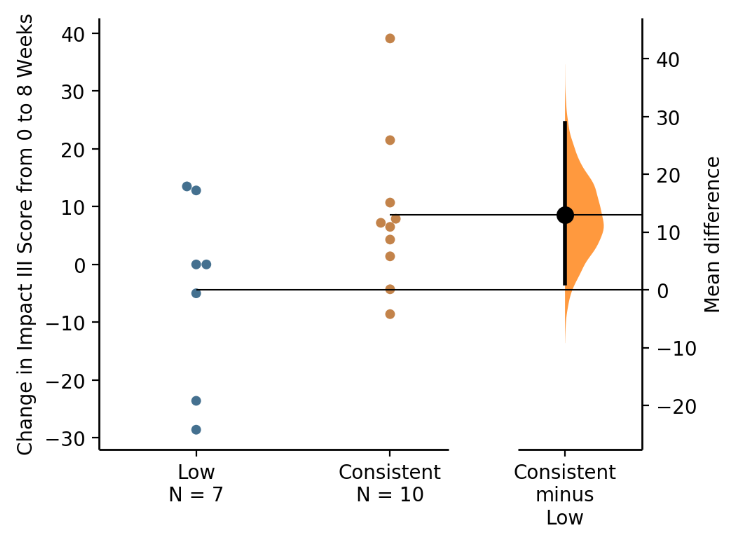 Change in Impact III Score from 0 to 8 Weeks
40
30
20
10
0
−10
−20
−30
Low
N = 7
Consistent
N = 10
Consistent
minus
Low
40
30
20
10
0
−10
−20
Mean difference